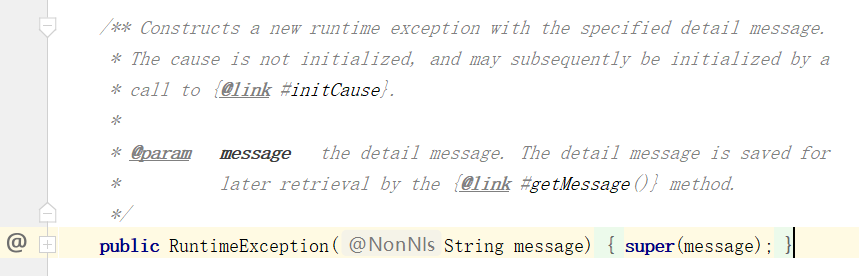 /** Constructs a new runtime exception with the specified detail message.
* The cause is not initialized, and may subsequently be initialized by a
* call to {@link #initCause}.
*
* @param message the detail message. The detail message is saved for
* later retrieval by the {@link #getMessage()} method.
*/
@ public RuntimeException( @NonNls String message) { super(message); }